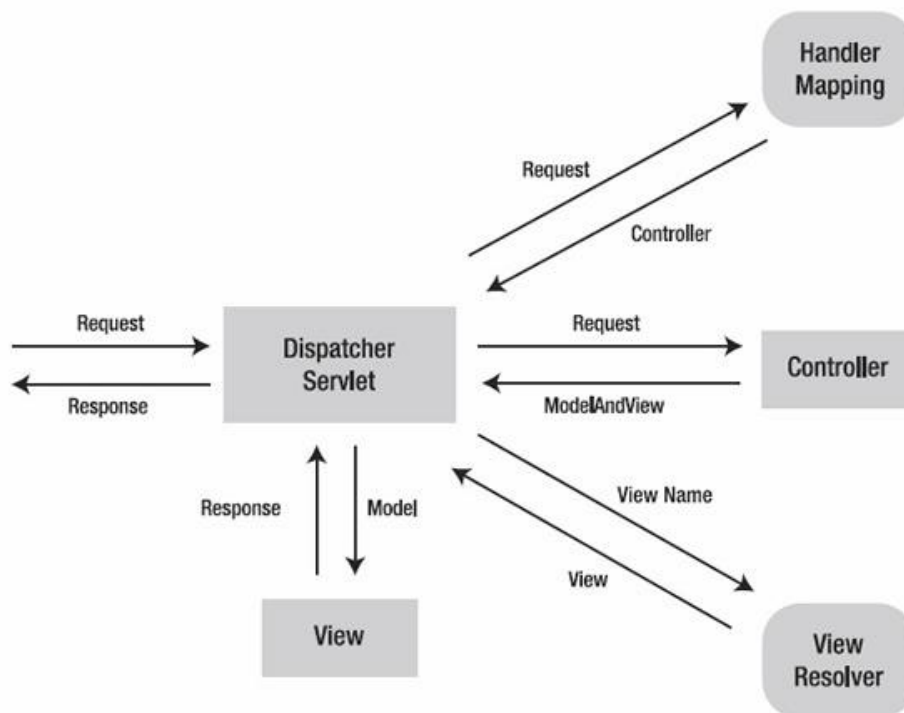 Handler
Mapping
Request
Controller
Request
Response
Dispatcher
Servlet
Request
ModelAndView
Controller
Response
Model
View Name
View
View
View
Resolver